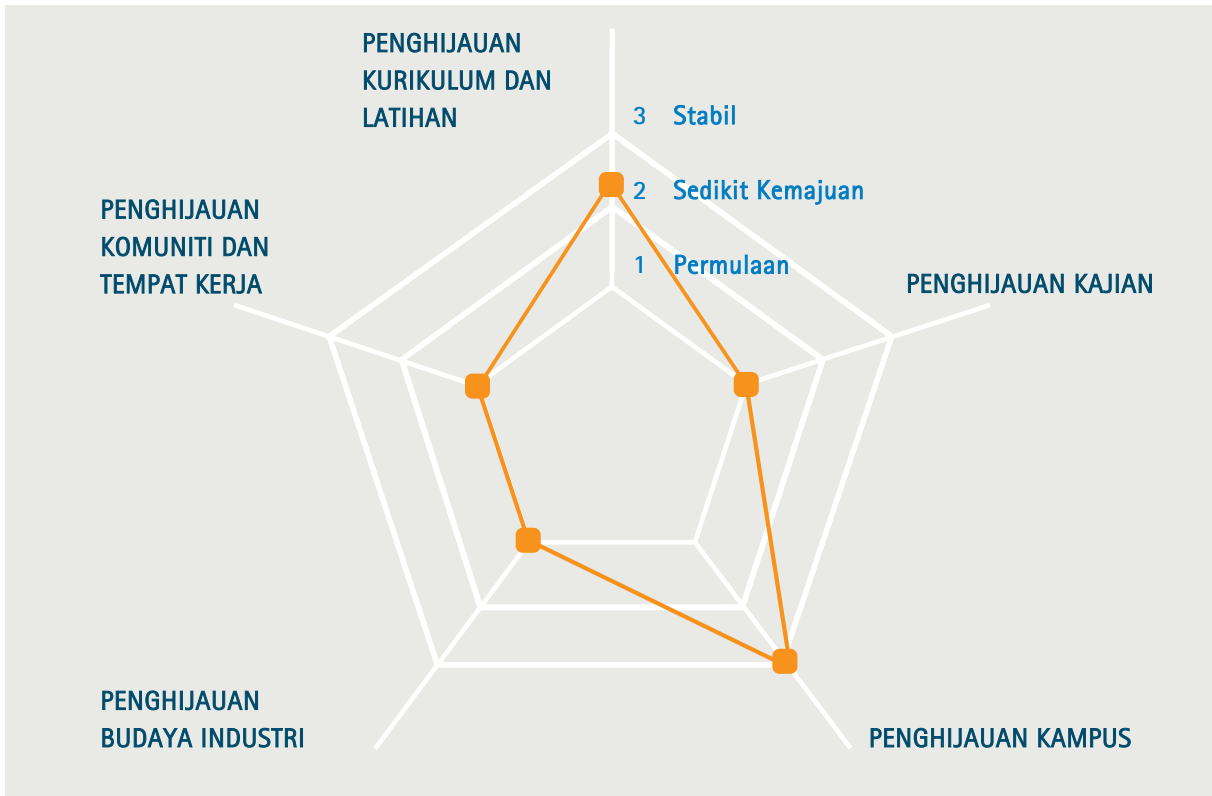 PENGHIJAUAN
KURIKULUM DAN
LATIHAN
3 Stabil
2 Sedikit Kemajuan
1 Permulaan
PENGHIJAUAN
KOMUNITI DAN
TEMPAT KERJA
PENGHIJAUAN KAJIAN
PENGHIJAUAN
BUDAYA INDUSTRI
PENGHIJAUAN KAMPUS